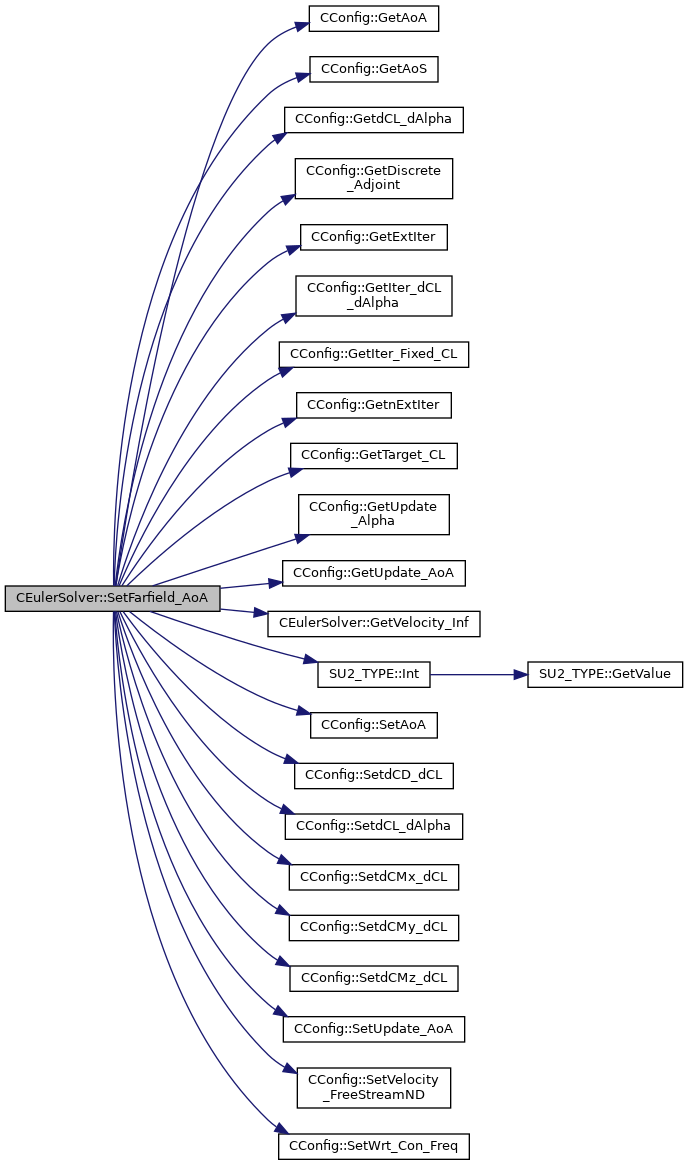 CConfig::GetAoA
CConfig::GetAoS
CConfig::GetdCL_dAlpha
CConfig::GetDiscrete
_Adjoint
CConfig::GetExtIter
CConfig::GetIter_dCL
_dAlpha
CConfig::GetIter_Fixed_CL
CConfig::GetnExtIter
CConfig::GetTarget_CL
CConfig::GetUpdate
_Alpha
CConfig::GetUpdate_AoA
CEulerSolver::SetFarfield_AoA
CEulerSolver::GetVelocity_Inf
SU2_TYPE::Int
SU2_TYPE::GetValue
CConfig::SetAoA
CConfig::SetdCD_dCL
CConfig::SetdCL_dAlpha
CConfig::SetdCMx_dCL
CConfig::SetdCMy_dCL
CConfig::SetdCMz_dCL
CConfig::SetUpdate_AoA
CConfig::SetVelocity
_FreeStreamND
CConfig::SetWrt_Con_Freq